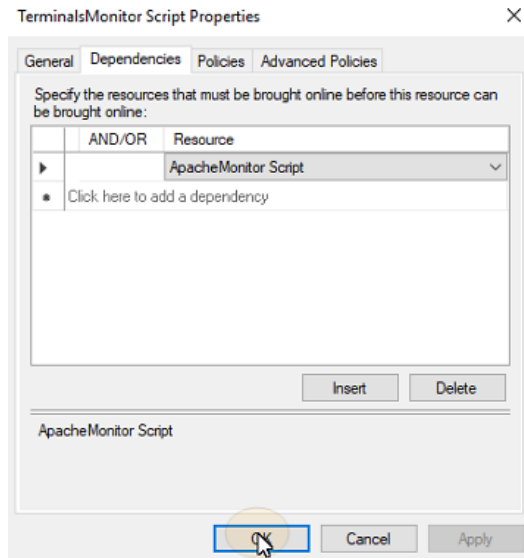 TerminalsMonitor Script Properties
General Dependencies Policies Advanced Policies
Specify the resources that must be brought online before this resource can
be brought online:
AND/OR Resource
ApacheMonitor Script
Click here to add a dependency
Insert Delete
ApacheMonitor Script
OK Cancel Apply